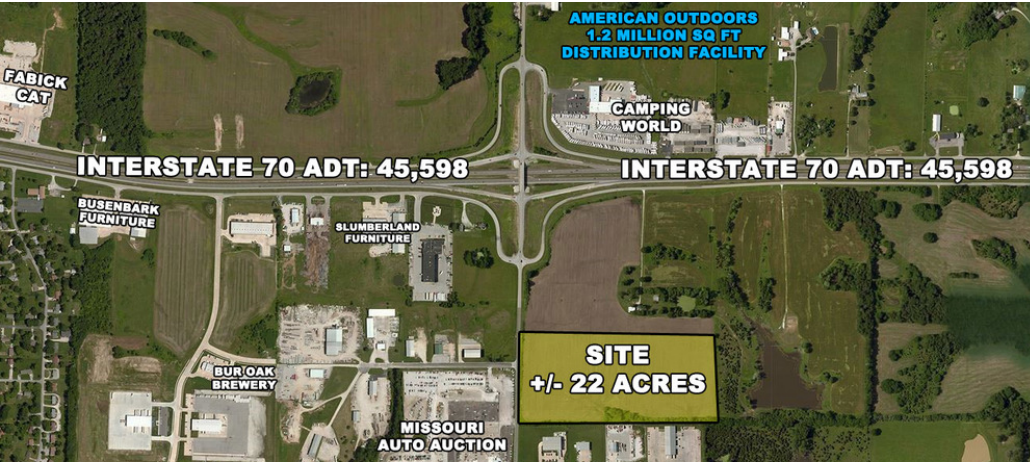 AMERICAN OUTDOORS
1.2 MILLION SQ FT
DISTRIBUTION FACILITY
FABICK
CAT
CAMPING
WORLD
INTERSTATE 70 ADT: 45,598
INTERSTATE 70 ADT: 45,598
BUSENBARK
FURNITURE
SLUMBERLAND
FURNITURE
SITE
+/- 22 ACRES
BUR OAK
BREWERY
MISSOURI
AUTO AUCTION